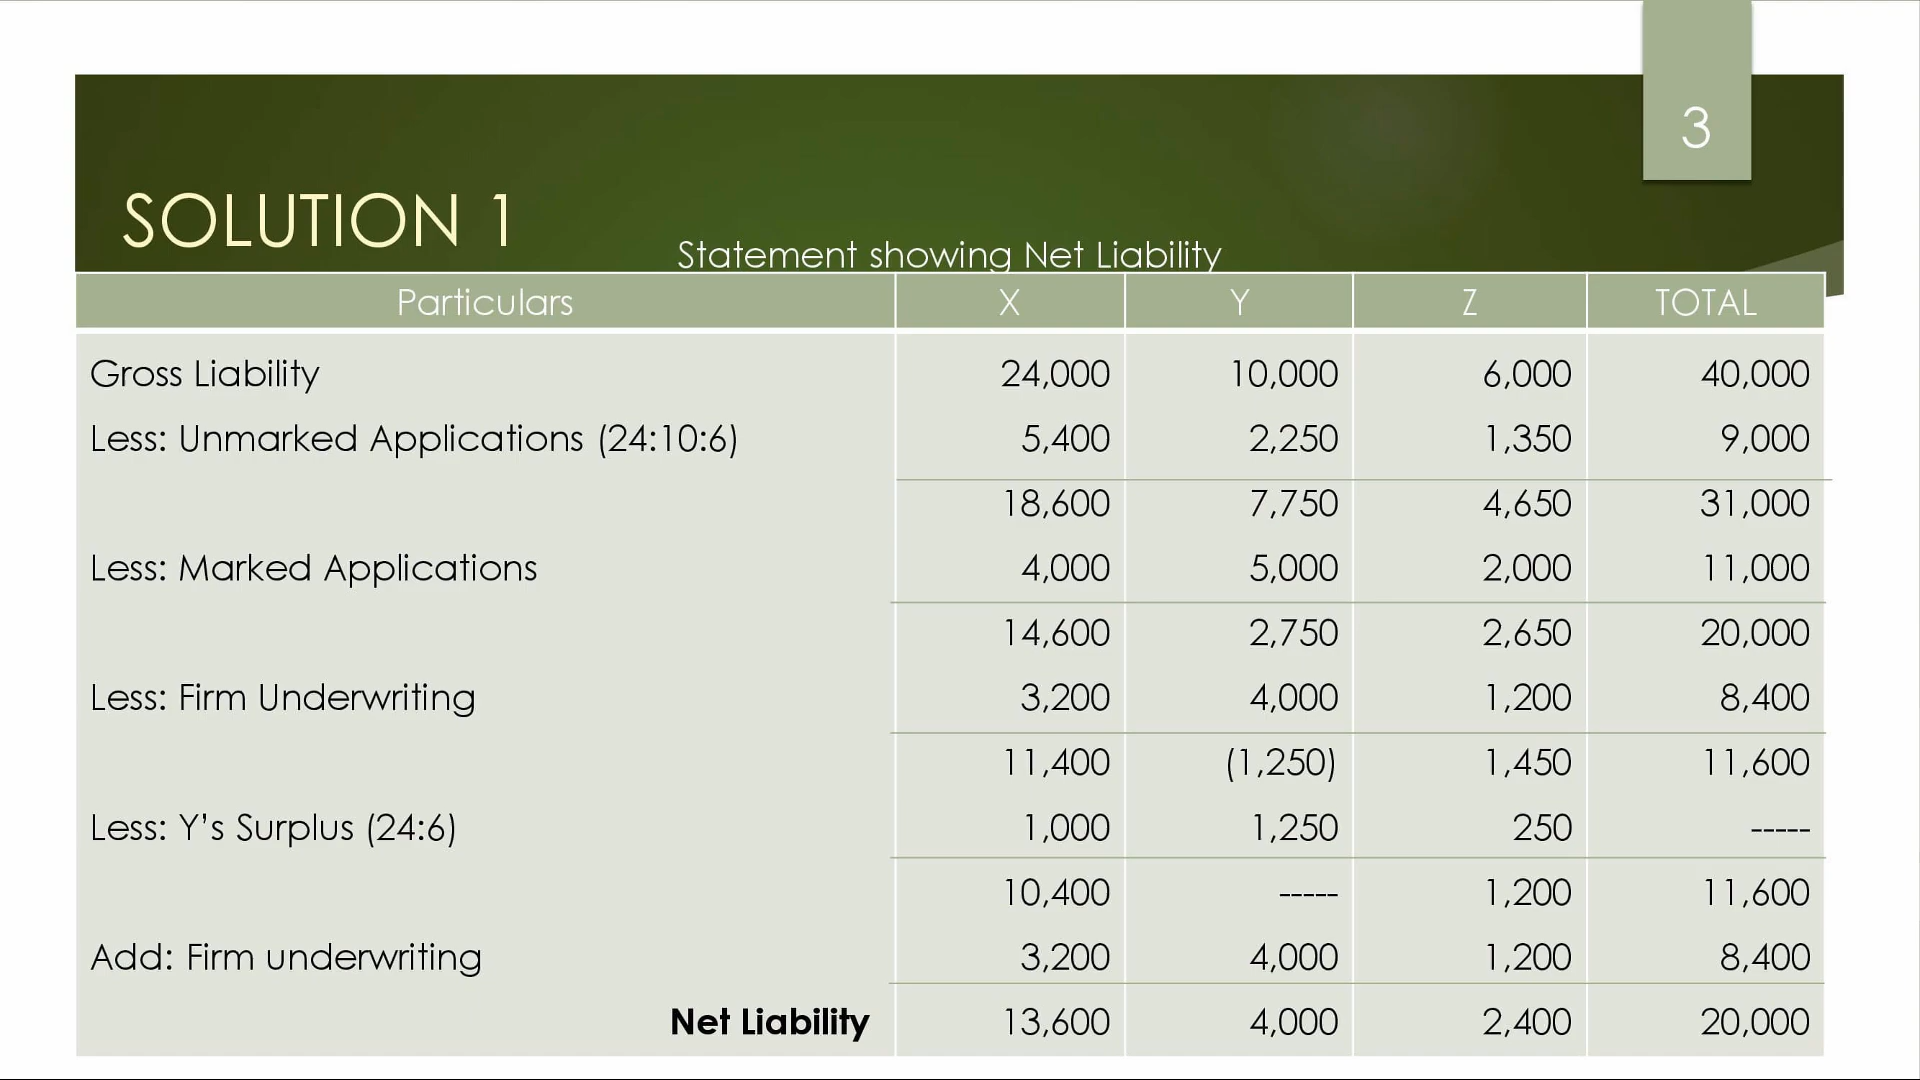 3
SOLUTION 1
Statement showing Net Liability
Particulars X Y Z TOTAL
Gross Liability 24,000 10,000 6,000 40,000
Less: Unmarked Applications (24:10:6) 5,400 2,250 1,350 9,000
18,600 7,750 4,650 31,000
Less: Marked Applications 4,000 5,000 2,000 11,000
14,600 2,750 2,650 20,000
Less: Firm Underwriting 3,200 4,000 1,200 8,400
11,400 (1,250) 1,450 11,600
Less: Y’s Surplus (24:6) 1,000 1,250 250 -----
10,400 ----- 1,200 11,600
Add: Firm underwriting 3,200 4,000 1,200 8,400
Net Liability 13,600 4,000 2,400 20,000